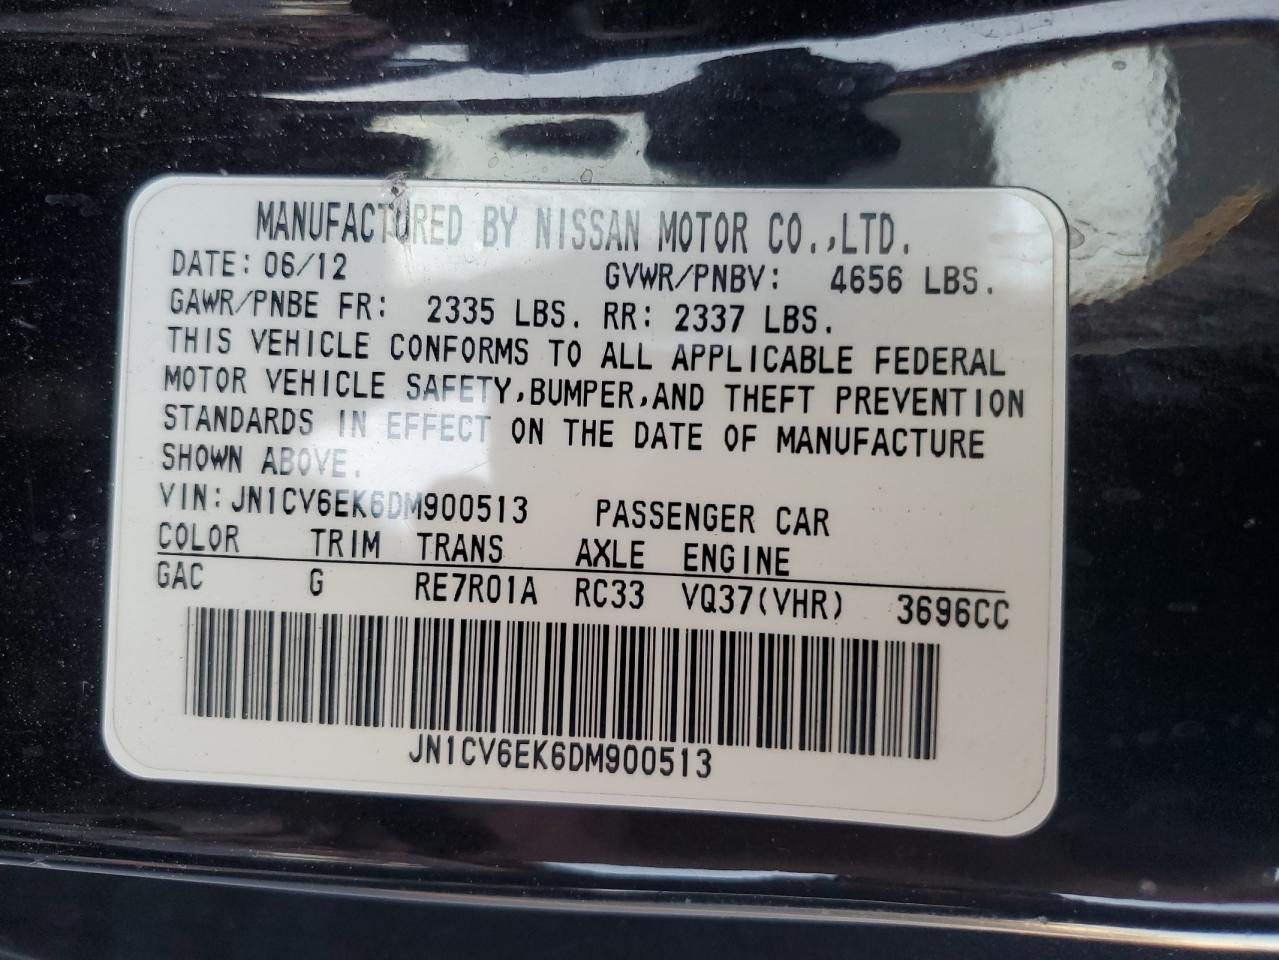 MANUFACTURED BY NISSAN MOTOR CO.,LTD.
DATE: 06/12 GVWR/PNBV: 4656 LBS.
GAWR/PNBE FR: 2335 LBS. RR: 2337 LBS.
THIS VEHICLE CONFORMS TO ALL APPLICABLE FEDERAL
MOTOR VEHICLE SAFETY,BUMPER,AND THEFT PREVENTION
STANDARDS IN EFFECT ON THE DATE OF MANUFACTURE
SHOWN ABOVE.
VIN: JN1CV6EK6DM900513 PASSENGER CAR
COLOR TRIM TRANS AXLE ENGINE
GAC G RE7R01A RC33 VQ37(VHR) 3696CC
JN1CV6EK6DM900513